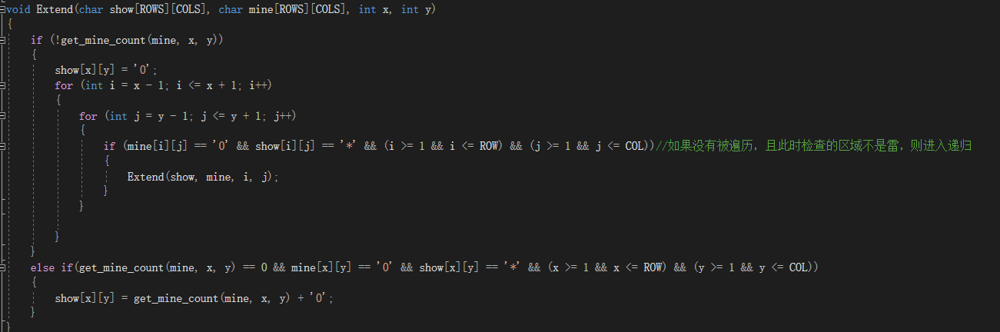 void Extend(char show[ROWS][COLS], char mine[ROWS][COLS], int x, int y)
{
if (!get_mine_count(mine, x, y))
{
show[x][y] = '0';
for (int i = x - 1; i <= x + 1; i++)
{
for (int j = y - 1; j <= y + 1; j++)
{
if (mine[i][j] == '0' && show[i][j] == '*' && (i >= 1 && i <= ROW) && (j >= 1 && j <= COL))//如果没有被遍历，且此时检查的区域不是雷，则进入递归
{
Extend(show, mine, i, j);
}
}
}
}
else if(get_mine_count(mine, x, y) == 0 && mine[x][y] == '0' && show[x][y] == '*' && (x >= 1 && x <= ROW) && (y >= 1 && y <= COL))
{
show[x][y] = get_mine_count(mine, x, y) + '0';
}
}